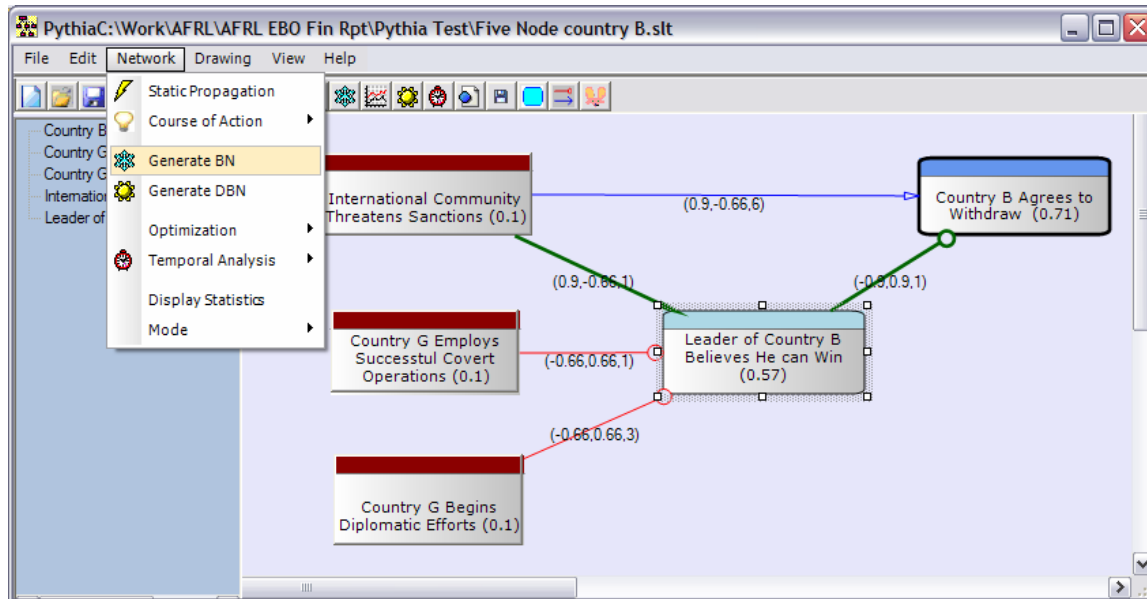 PythiaC:\Work\AFRL\AFRL EBO Fin Rpt\Pythia Test\Five Node country B.slt
File Edit Network Drawing View Help
Static Propagation
Course of Action
Generate BN
Generate DBN
Optimization
Temporal Analysis
Display Statistics
Mode
Country B
Country G
Country G
Internation
Leader of
International Community
Threatens Sanctions (0.1)
(0.9,-0.66,6)
Country B Agrees to
Withdraw (0.71)
(0.9,-0.66,1)
(-0.9,0.9,1)
Country G Employs
Successtul Covert
Operations (0.1)
(-0.66,0.66,1)
Leader of Country B
Believes He can Win
(0.57)
(-0.66,0.66,3)
Country G Begins
Diplomatic Efforts (0.1)